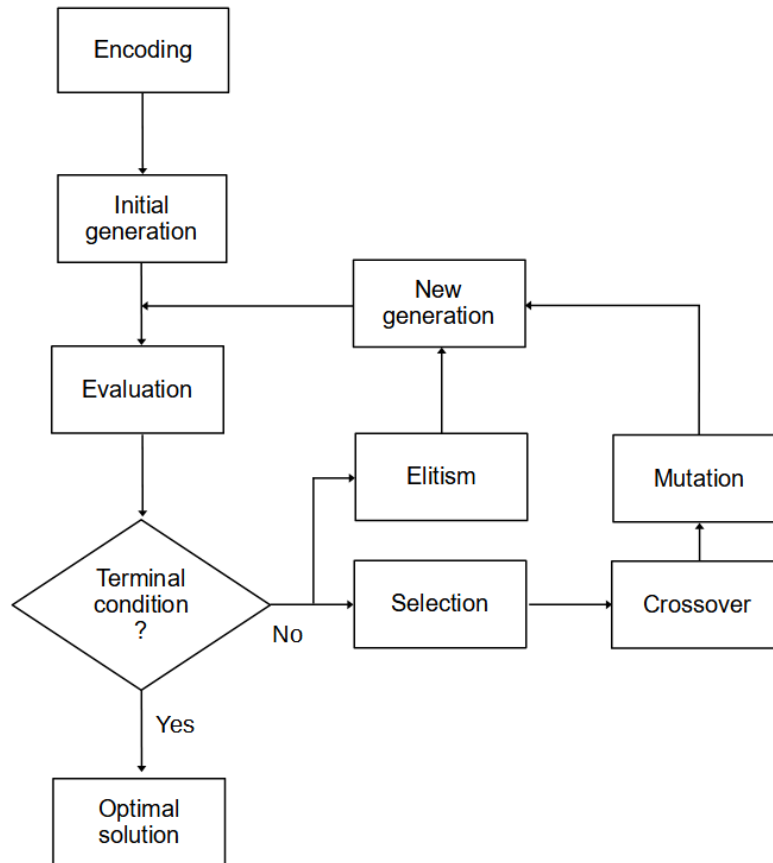 Encoding
Initial
generation
New
generation
Evaluation
Elitism
Mutation
Terminal
condition
?
Selection
Crossover
No
Yes
Optimal
solution